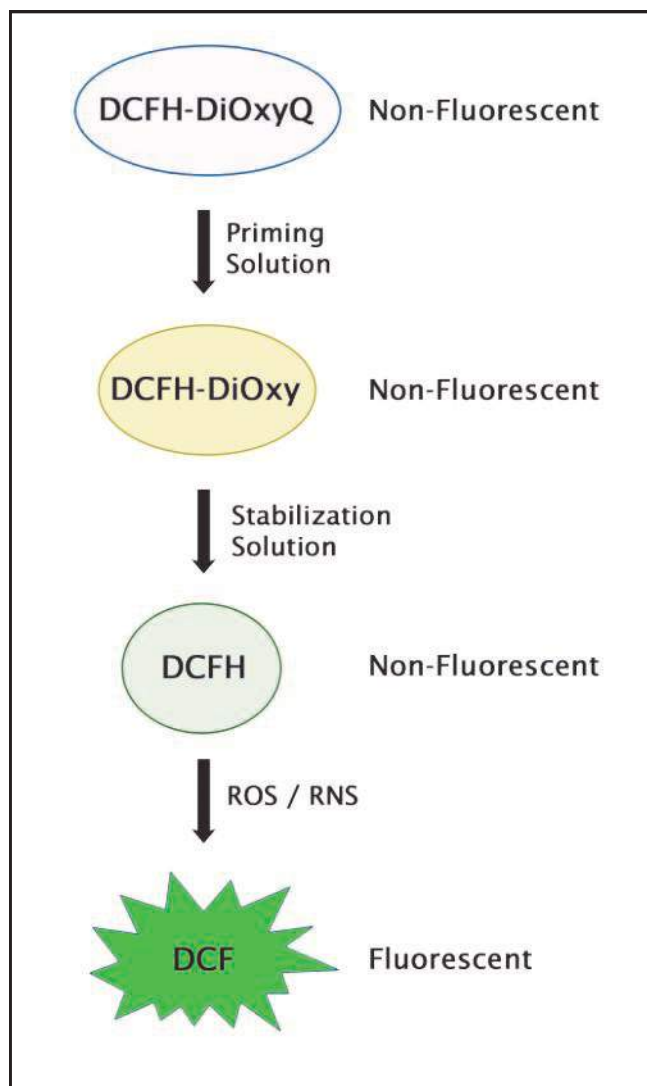 DCFH-DiOxyQ Non-Fluorescent
Priming
Solution
DCFH-DiOxy Non-Fluorescent
Stabilization
Solution
DCFH Non-Fluorescent
ROS / RNS
DCF Fluorescent